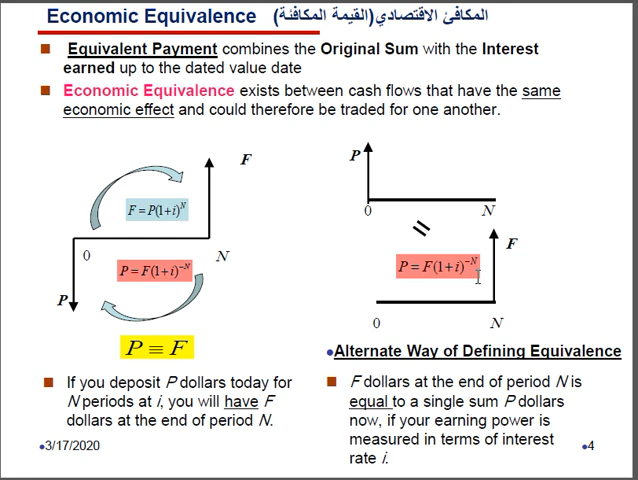 Economic Equivalence المكافئ الاقتصادي(القيمة المكافئة)
Equivalent Payment combines the Original Sum with the Interest
earned up to the dated value date
Economic Equivalence exists between cash flows that have the same
economic effect and could therefore be traded for one another.
F
F = P(1+i)^N
0
N
P = F(1+i)^−N
P
P ≡ F
If you deposit P dollars today for
N periods at i, you will have F
dollars at the end of period N.
P
0
N
=
F
P = F(1+i)^−N
0
N
Alternate Way of Defining Equivalence
F dollars at the end of period N is
equal to a single sum P dollars
now, if your earning power is
measured in terms of interest
rate i.
3/17/2020
4